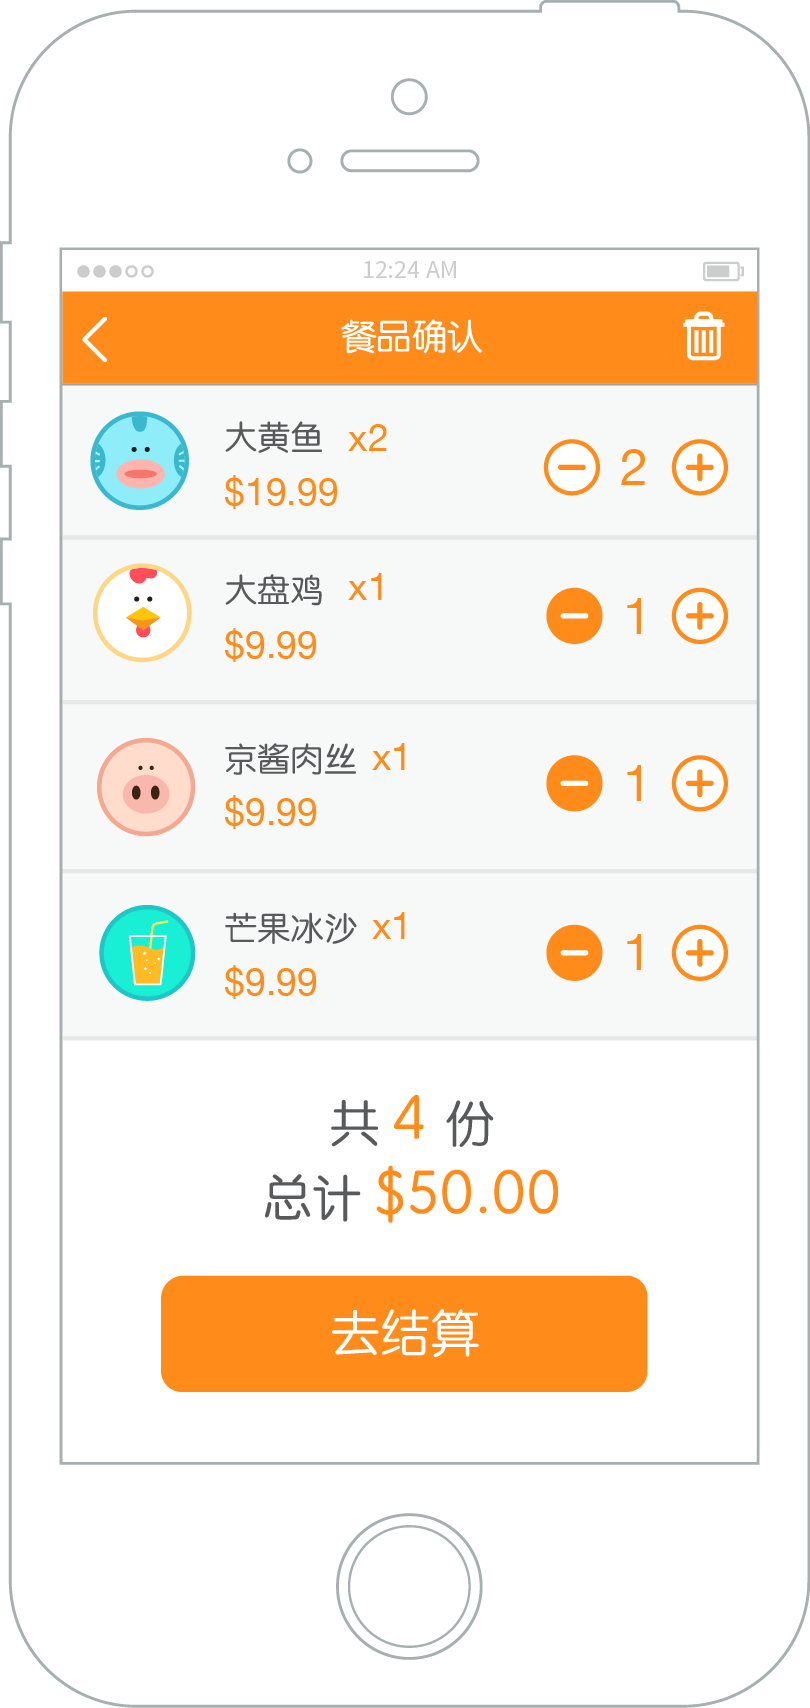 12:24 AM
餐品确认
大黄鱼 x2
$19.99
2
大盘鸡 x1
$9.99
1
京酱肉丝 x1
$9.99
1
芒果冰沙 x1
$9.99
1
共 4 份
总计 $50.00
去结算